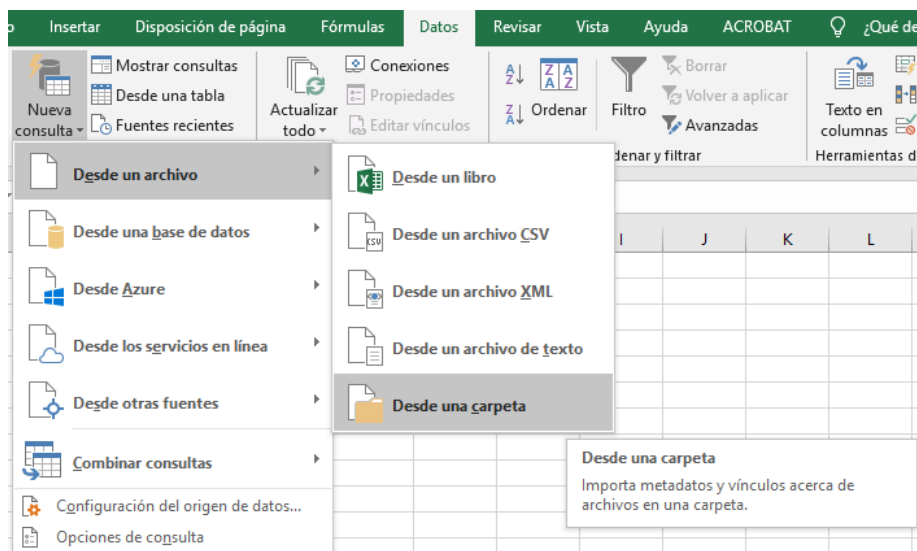 Insertar Disposición de página Fórmulas Datos Revisar Vista Ayuda ACROBAT ¿Qué de
Nueva consulta
Mostrar consultas
Desde una tabla
Fuentes recientes
Actualizar todo
Conexiones
Propiedades
Editar vínculos
Ordenar
Filtro
Borrar
Volver a aplicar
Avanzadas
Texto en columnas
denar y filtrar
Herramientas d
Desde un archivo
Desde una base de datos
Desde Azure
Desde los servicios en línea
Desde otras fuentes
Combinar consultas
Configuración del origen de datos...
Opciones de consulta
Desde un libro
Desde un archivo CSV
Desde un archivo XML
Desde un archivo de texto
Desde una carpeta
I J K L
Desde una carpeta
Importa metadatos y vínculos acerca de
archivos en una carpeta.